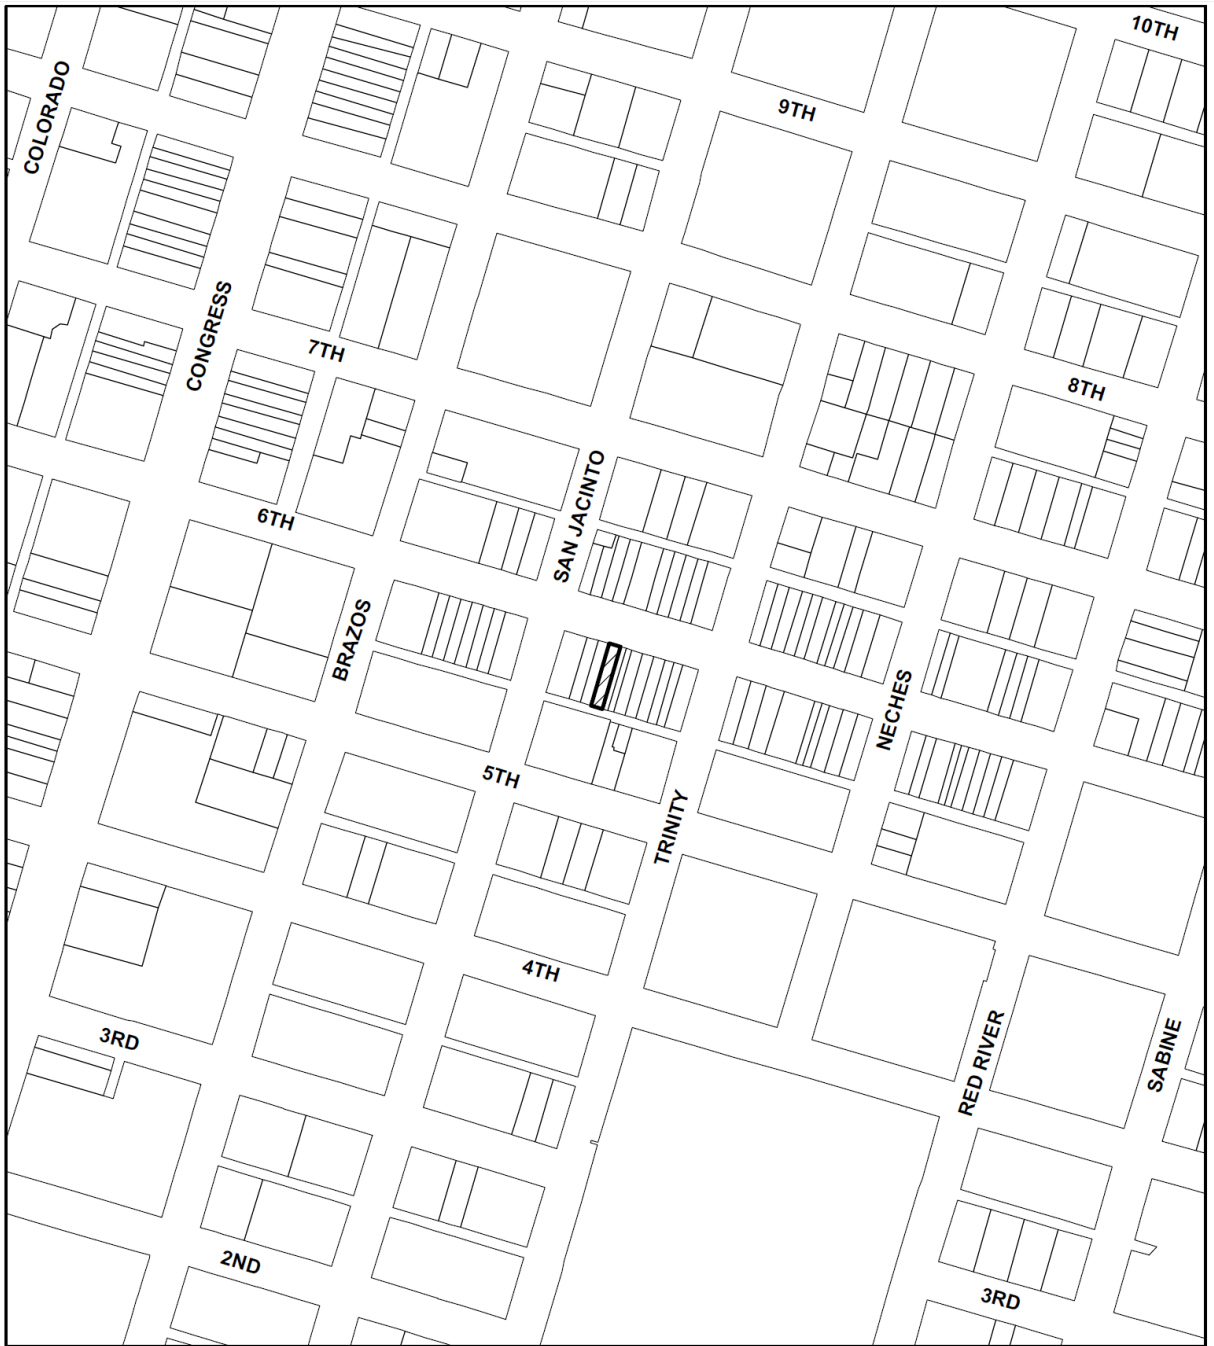 10TH
9TH
COLORADO
CONGRESS
7TH
8TH
6TH
SAN JACINTO
BRAZOS
NECHES
5TH
TRINITY
4TH
3RD
RED RIVER
SABINE
2ND
3RD